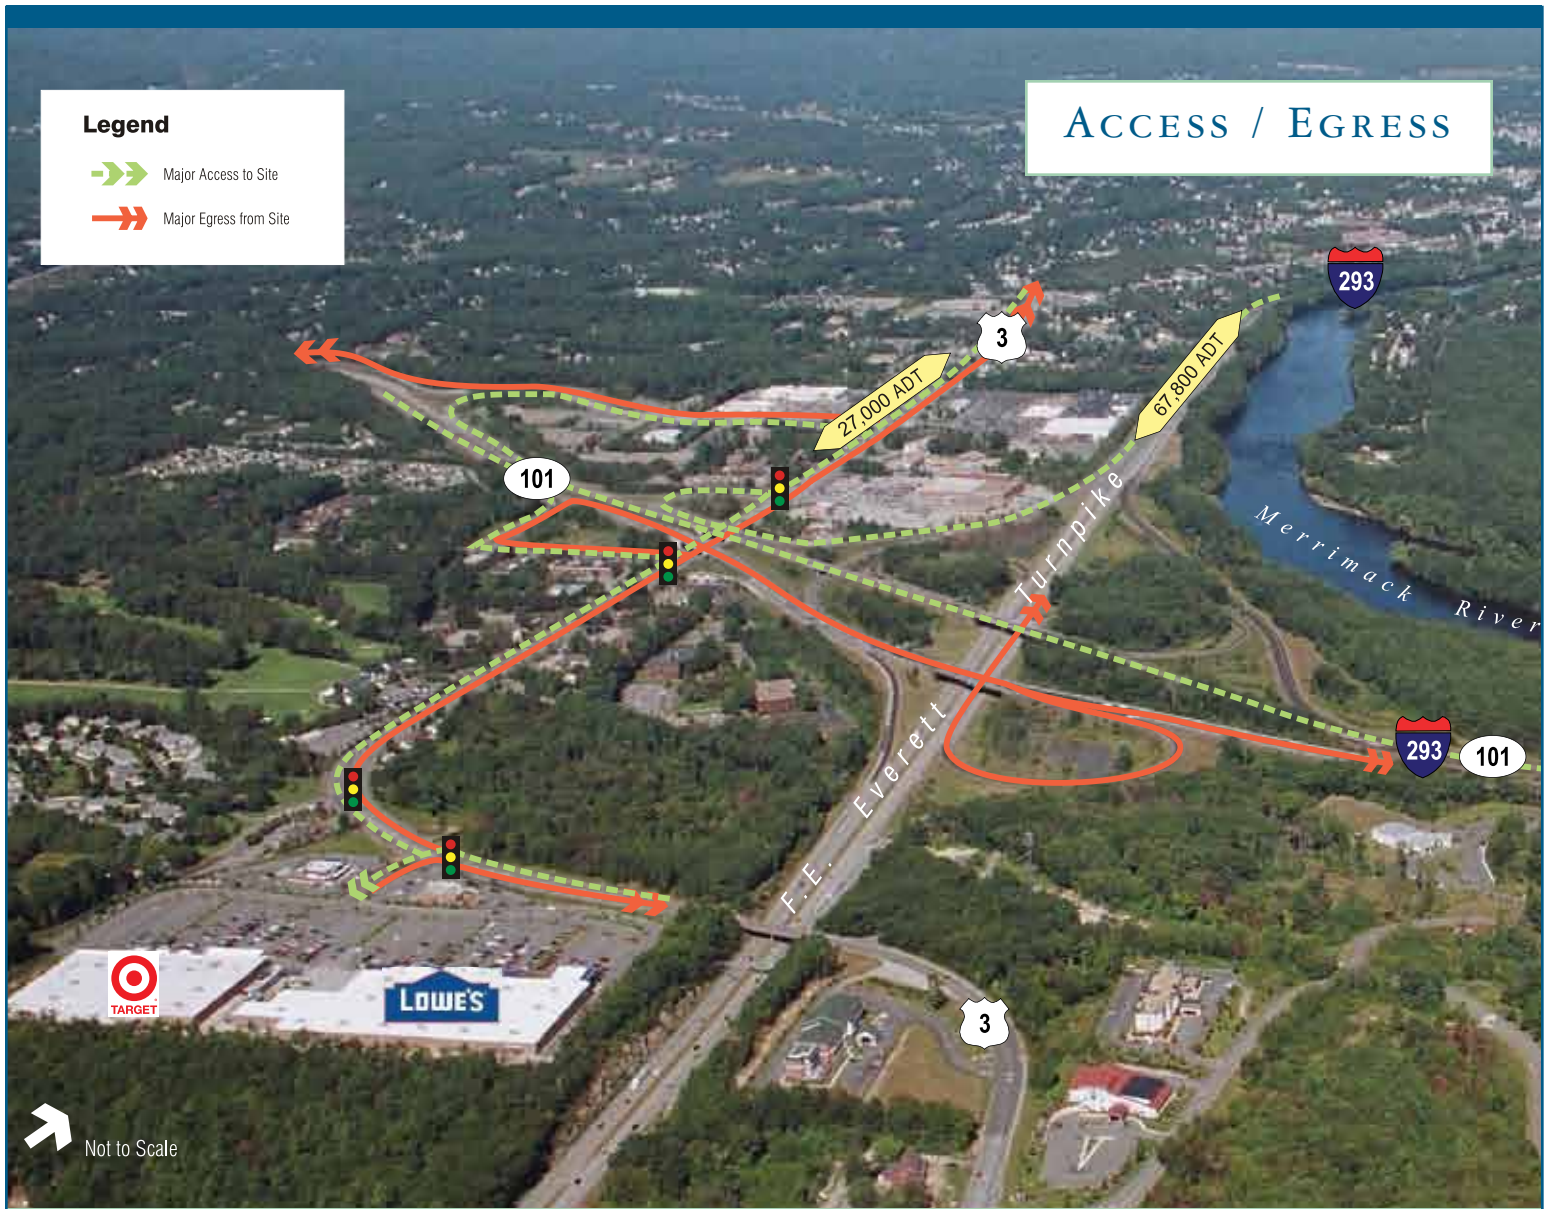 ACCESS / EGRESS
Legend
Major Access to Site
Major Egress from Site
293
3
27,000 ADT
67,800 ADT
101
Turnpike
Merrimack River
Everett
F.E.
293
101
TARGET
LOWE'S
3
Not to Scale